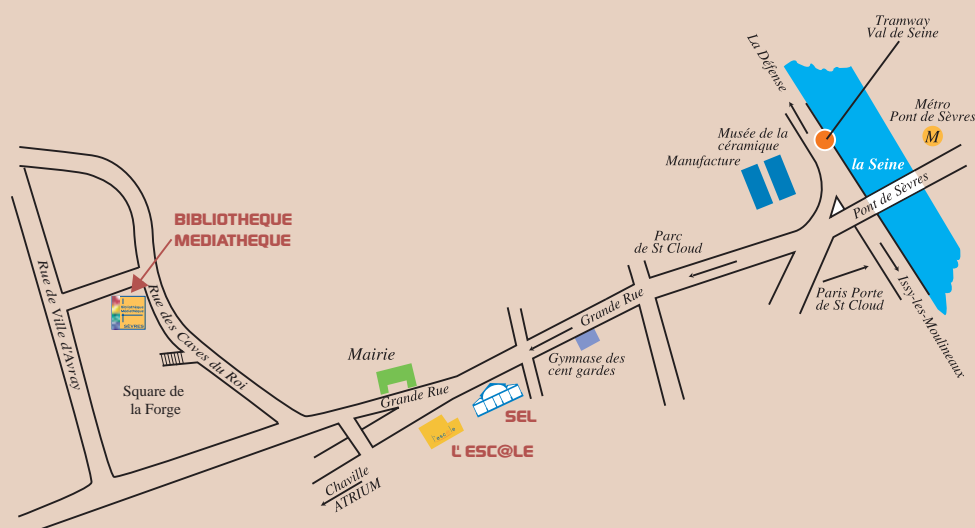 Tramway
Val de Seine
La Défense
Métro
Pont de Sèvres
M
Musée de la
céramique
Manufacture
la Seine
Pont de Sèvres
BIBLIOTHEQUE
MEDIATHEQUE
Parc
de St Cloud
Rue de Ville d'Avray
Rue des Caves du Roi
BIBLIOTHEQUE
MEDIATHEQUE
SEVRES
Paris Porte
de St Cloud
Issy-les-Moulineaux
Grande Rue
Mairie
Gymnase des
cent gardes
Square de
la Forge
Grande Rue
SEL
L' ESC@LE
Chaville
ATRIUM